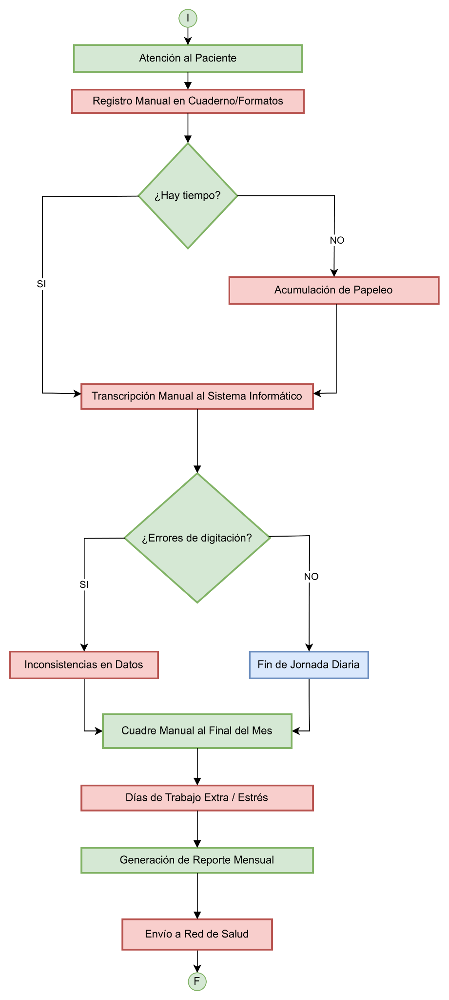 I
Atención al Paciente
Registro Manual en Cuaderno/Formatos
¿Hay tiempo?
NO
SI
Acumulación de Papeleo
Transcripción Manual al Sistema Informático
¿Errores de digitación?
NO
SI
Inconsistencias en Datos
Fin de Jornada Diaria
Cuadre Manual al Final del Mes
Días de Trabajo Extra / Estrés
Generación de Reporte Mensual
Envío a Red de Salud
F